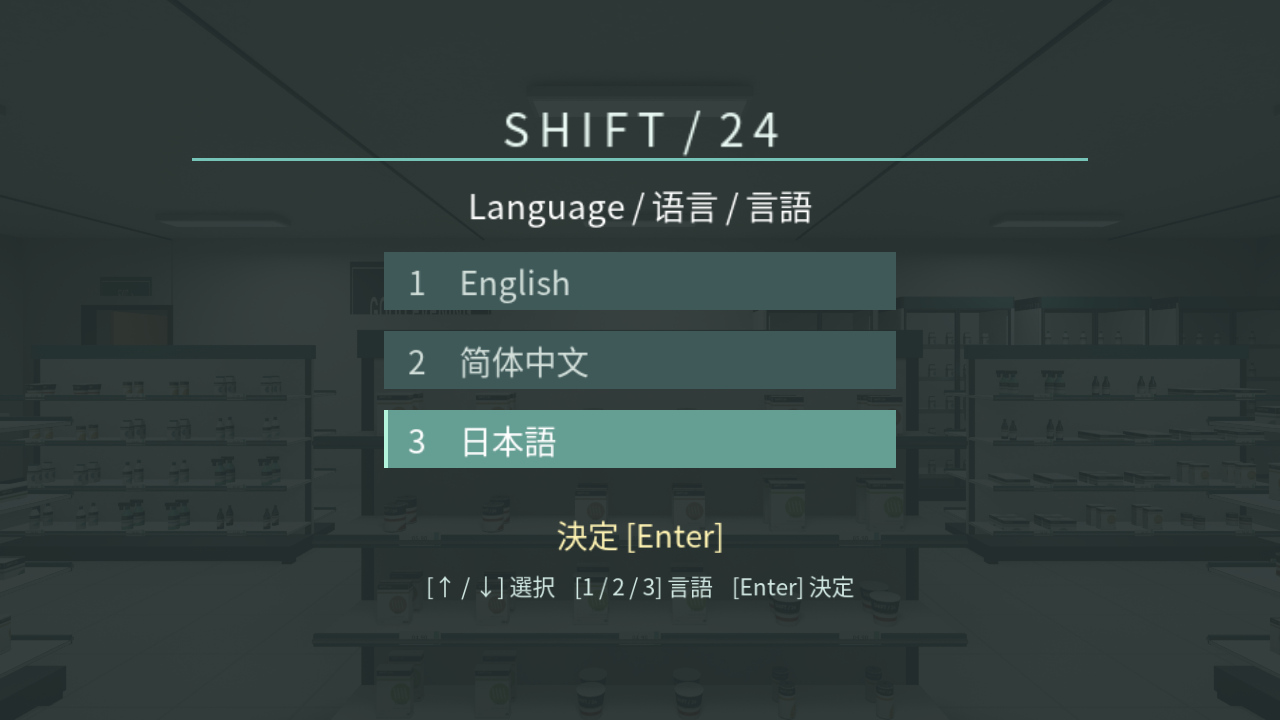 SHIFT / 24
Language / 语言 / 言語
1 English
2 简体中文
3 日本語
決定 [Enter]
[↑ / ↓] 選択 [1 / 2 / 3] 言語 [Enter] 決定